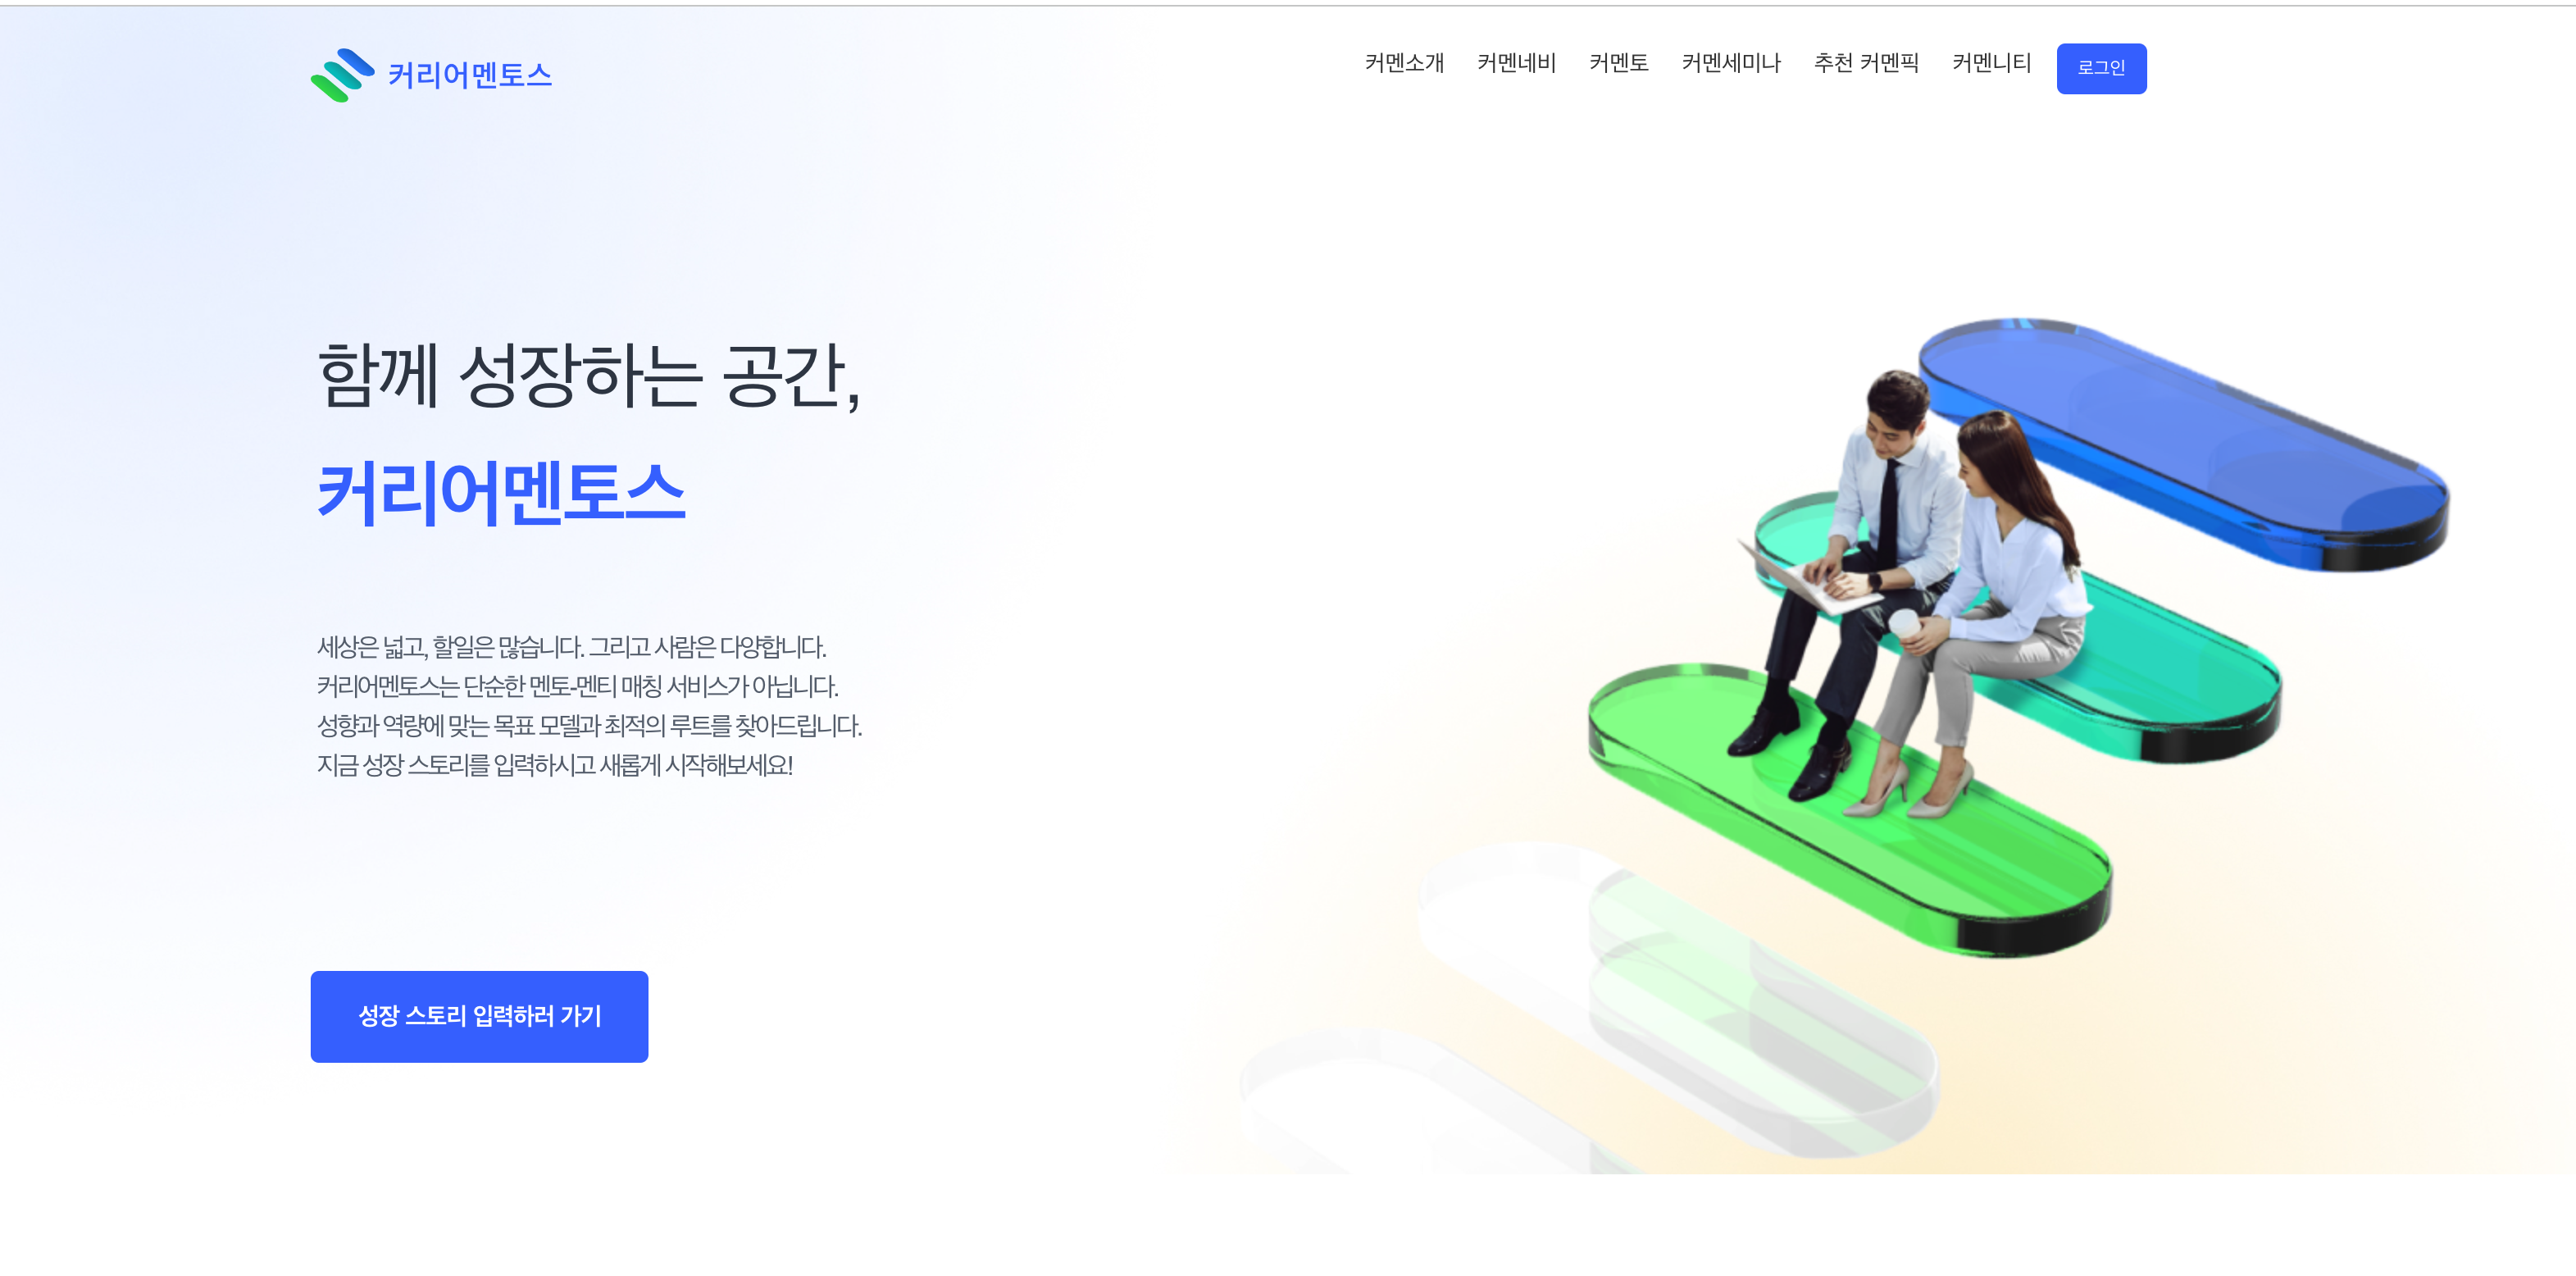 커리어멘토스
커멘소개 커멘네비 커멘토 커멘세미나 추천 커멘픽 커멘니티 로그인
함께 성장하는 공간,
커리어멘토스
세상은 넓고, 할일은 많습니다. 그리고 사람은 다양합니다.
커리어멘토스는 단순한 멘토-멘티 매칭 서비스가 아닙니다.
성향과 역량에 맞는 목표 모델과 최적의 루트를 찾아드립니다.
지금 성장 스토리를 입력하시고 새롭게 시작해보세요!
성장 스토리 입력하러 가기